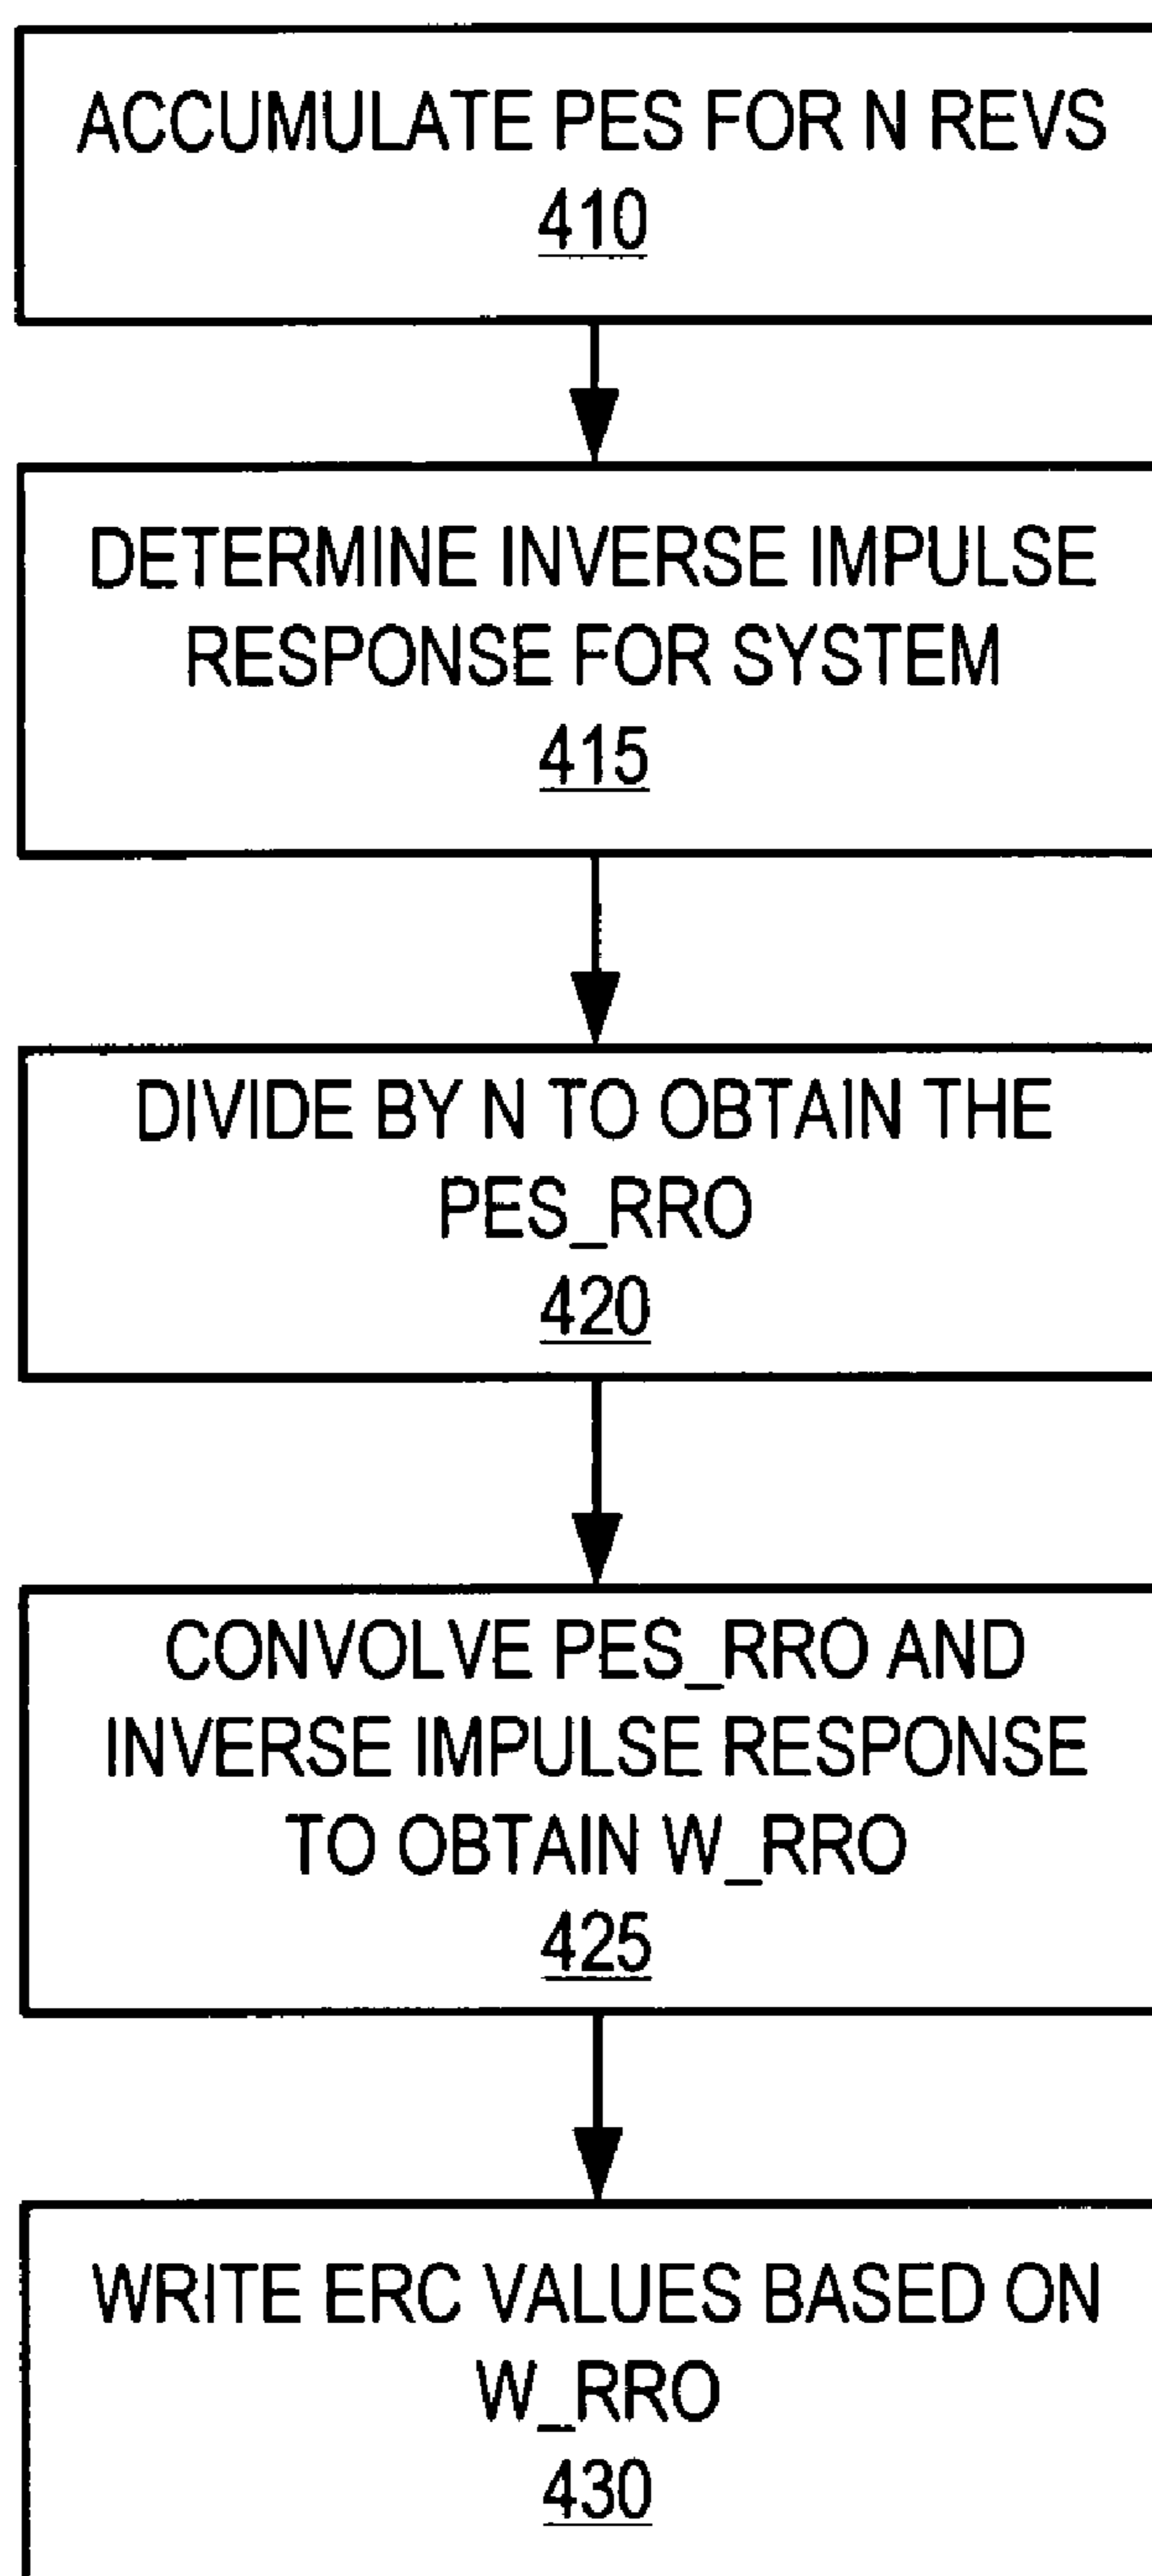 ACCUMULATE PES FOR N REVS
410
DETERMINE INVERSE IMPULSE
RESPONSE FOR SYSTEM
415
DIVIDE BY N TO OBTAIN THE
PES_RRO
420
CONVOLVE PES_RRO AND
INVERSE IMPULSE RESPONSE
TO OBTAIN W_RRO
425
WRITE ERC VALUES BASED ON
W_RRO
430